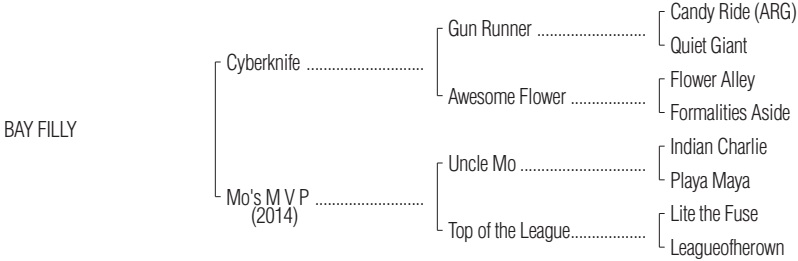 Candy Ride (ARG)
Gun Runner ..........................
Quiet Giant
Cyberknife ............................
Flower Alley
Awesome Flower ..................
Formalities Aside
BAY FILLY
Indian Charlie
Uncle Mo ..............................
Playa Maya
Mo's M V P ..........................
(2014)
Lite the Fuse
Top of the League..................
Leagueofherown